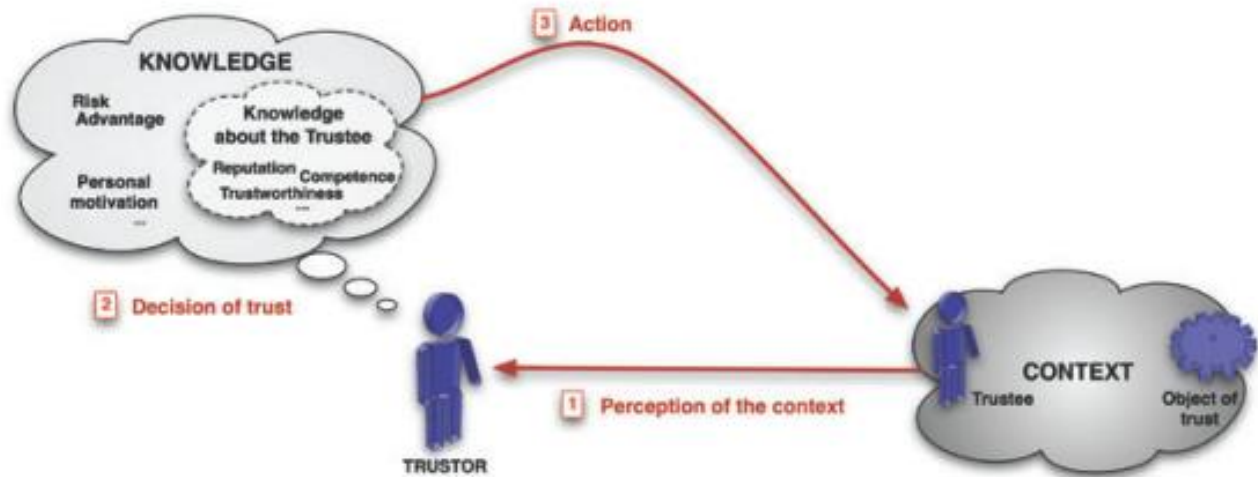 3 Action
KNOWLEDGE
Risk
Advantage
Knowledge
about the Trustee
Reputation
Competence
Trustworthiness
...
Personal
motivation
...
2 Decision of trust
CONTEXT
Trustee
Object of
trust
1 Perception of the context
TRUSTOR